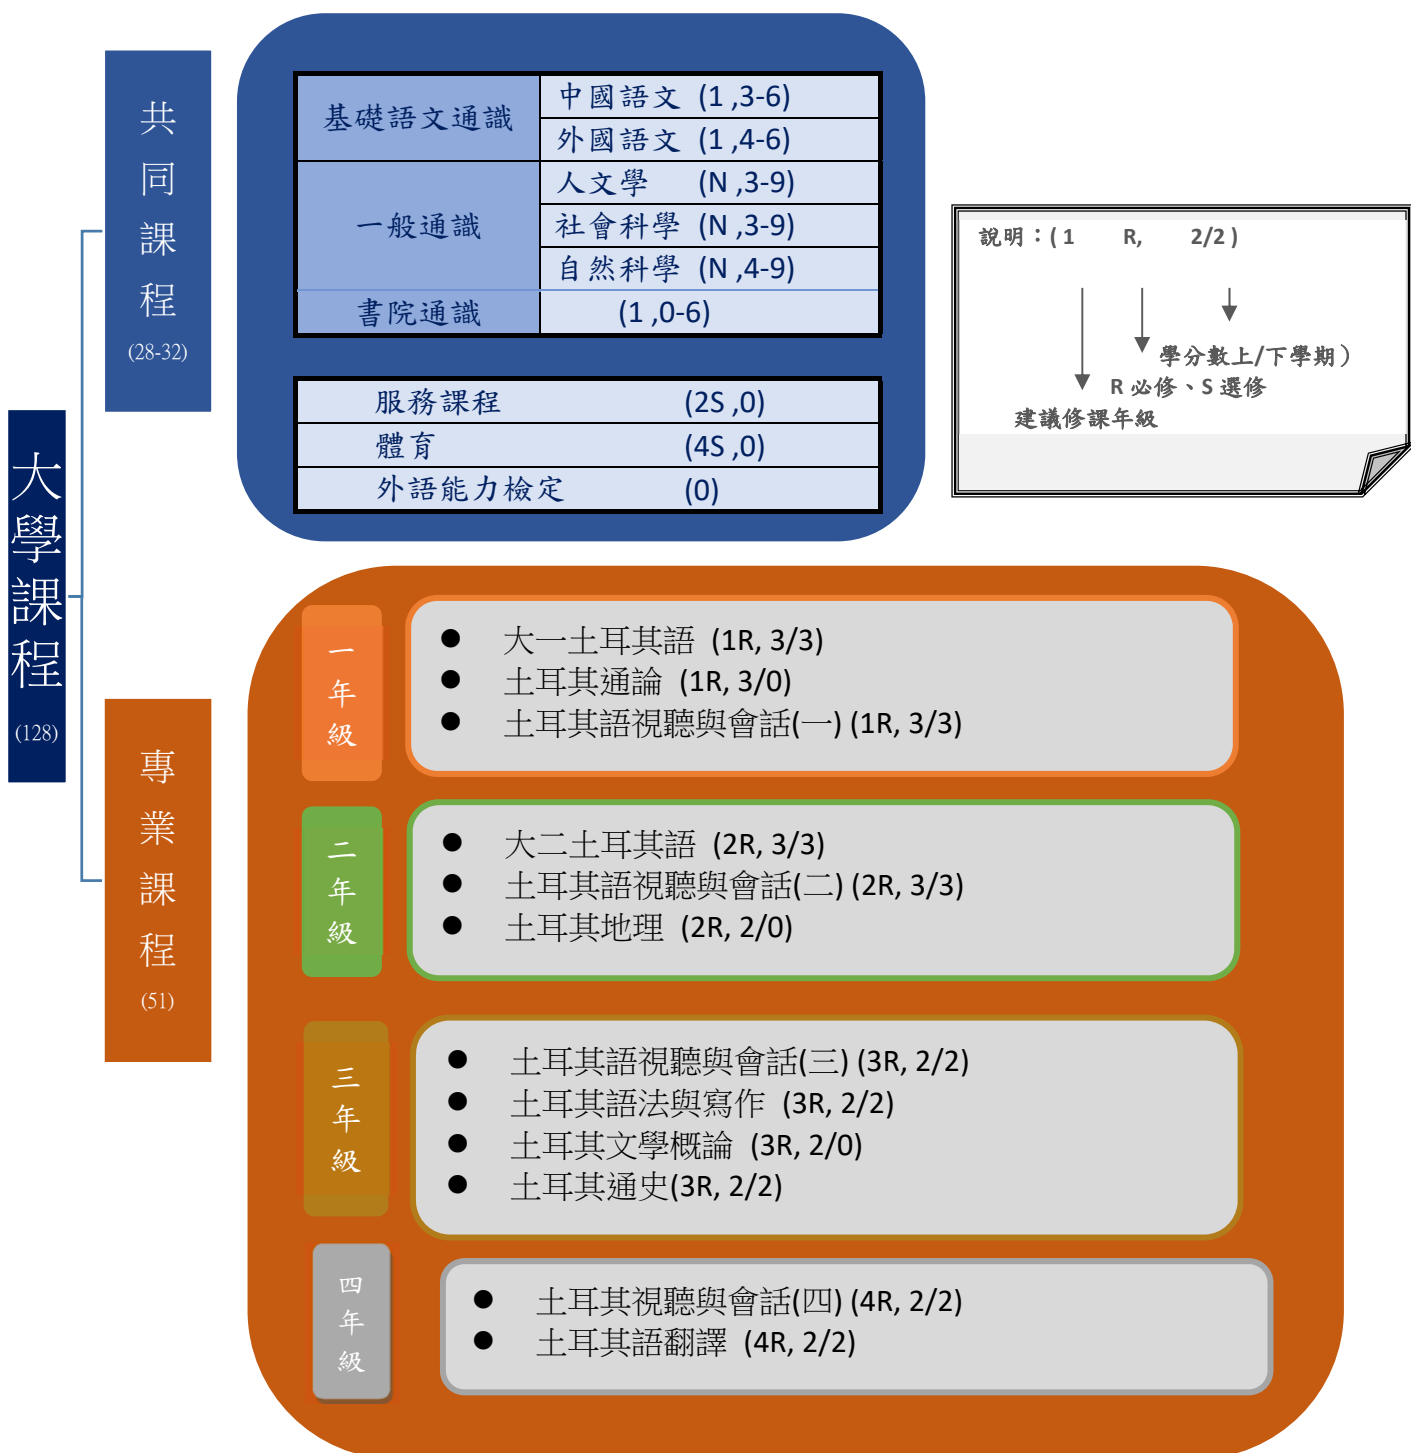 大學課程
(128)
共同課程
(28-32)
基礎語文通識
中國語文 (1 ,3-6)
外國語文 (1 ,4-6)
一般通識
人文學 (N ,3-9)
社會科學 (N ,3-9)
自然科學 (N ,4-9)
書院通識
(1 ,0-6)
服務課程 (2S ,0)
體育 (4S ,0)
外語能力檢定 (0)
說明：( 1 R, 2/2 )
學分數上/下學期）
R 必修、S 選修
建議修課年級
專業課程
(51)
一年級
● 大一土耳其語 (1R, 3/3)
● 土耳其通論 (1R, 3/0)
● 土耳其語視聽與會話(一) (1R, 3/3)
二年級
● 大二土耳其語 (2R, 3/3)
● 土耳其語視聽與會話(二) (2R, 3/3)
● 土耳其地理 (2R, 2/0)
三年級
● 土耳其語視聽與會話(三) (3R, 2/2)
● 土耳其語法與寫作 (3R, 2/2)
● 土耳其文學概論 (3R, 2/0)
● 土耳其通史(3R, 2/2)
四年級
● 土耳其視聽與會話(四) (4R, 2/2)
● 土耳其語翻譯 (4R, 2/2)